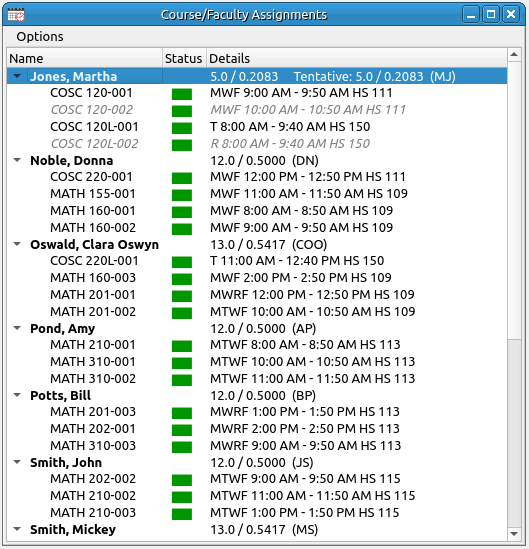 Course/Faculty Assignments
Options
Name Status Details
Jones, Martha 5.0 / 0.2083 Tentative: 5.0 / 0.2083 (MJ)
COSC 120-001 MWF 9:00 AM - 9:50 AM HS 111
COSC 120-002 MWF 10:00 AM - 10:50 AM HS 111
COSC 120L-001 T 8:00 AM - 9:40 AM HS 150
COSC 120L-002 R 8:00 AM - 9:40 AM HS 150
Noble, Donna 12.0 / 0.5000 (DN)
COSC 220-001 MWF 12:00 PM - 12:50 PM HS 111
MATH 155-001 MWF 11:00 AM - 11:50 AM HS 109
MATH 160-001 MWF 8:00 AM - 8:50 AM HS 109
MATH 160-002 MWF 9:00 AM - 9:50 AM HS 109
Oswald, Clara Oswyn 13.0 / 0.5417 (COO)
COSC 220L-001 T 11:00 AM - 12:40 PM HS 150
MATH 160-003 MWF 2:00 PM - 2:50 PM HS 109
MATH 201-001 MWRF 12:00 PM - 12:50 PM HS 109
MATH 201-002 MTWF 10:00 AM - 10:50 AM HS 109
Pond, Amy 12.0 / 0.5000 (AP)
MATH 210-001 MTWF 8:00 AM - 8:50 AM HS 113
MATH 310-001 MTWF 10:00 AM - 10:50 AM HS 113
MATH 310-002 MTWF 11:00 AM - 11:50 AM HS 113
Potts, Bill 12.0 / 0.5000 (BP)
MATH 201-003 MWRF 1:00 PM - 1:50 PM HS 113
MATH 202-001 MWRF 2:00 PM - 2:50 PM HS 113
MATH 310-003 MWRF 9:00 AM - 9:50 AM HS 113
Smith, John 12.0 / 0.5000 (JS)
MATH 202-002 MTWF 9:00 AM - 9:50 AM HS 115
MATH 210-002 MTWF 11:00 AM - 11:50 AM HS 115
MATH 210-003 MTWF 1:00 PM - 1:50 PM HS 115
Smith, Mickey 13.0 / 0.5417 (MS)